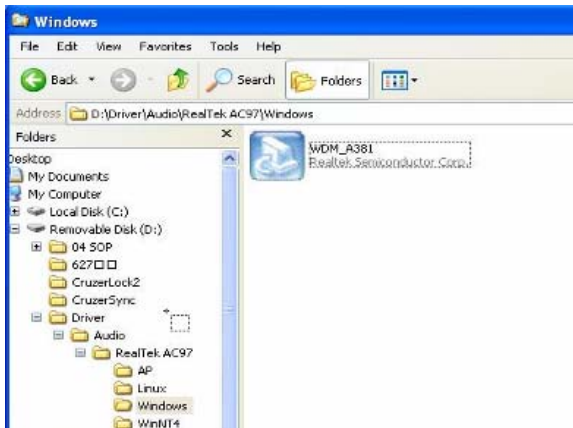 Windows
File Edit View Favorites Tools Help
Back Search Folders
Address D:\Driver\Audio\RealTek AC97\Windows
Folders
Desktop
My Documents
My Computer
Local Disk (C:)
Removable Disk (D:)
04 SOP
627□□
CruzerLock2
CruzerSync
Driver
Audio
RealTek AC97
AP
Linux
Windows
WinNT4
WDM_A381
Realtek Semiconductor Corp.